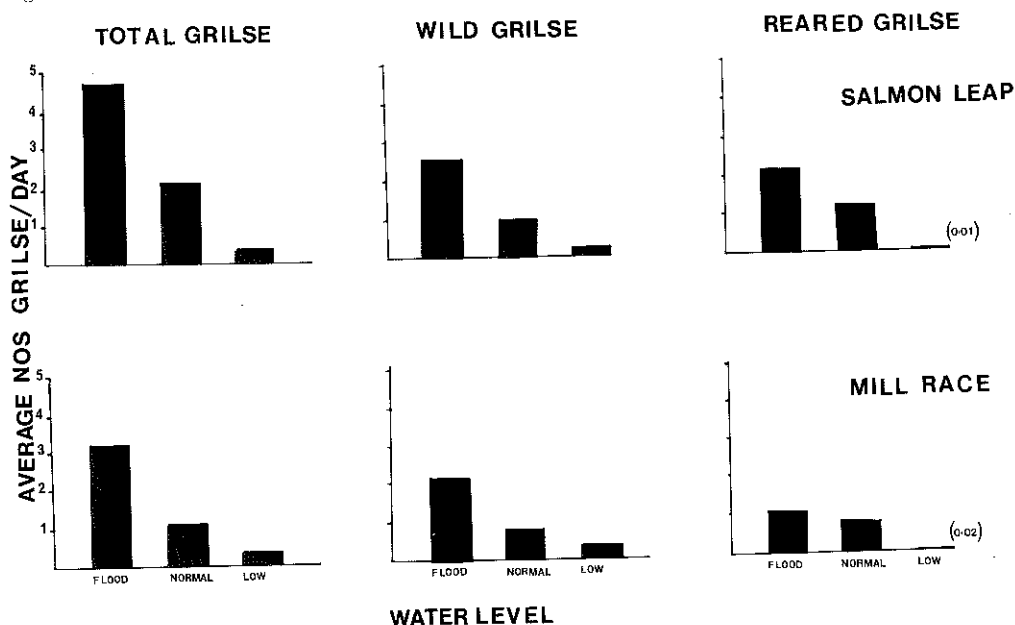 TOTAL GRILSE
WILD GRILSE
REARED GRILSE
SALMON LEAP
AVERAGE NOS GRILSE/DAY
5
4
3
2
1
(0·01)
MILL RACE
5
4
3
2
1
(0·02)
FLOOD NORMAL LOW
FLOOD NORMAL LOW
FLOOD NORMAL LOW
WATER LEVEL